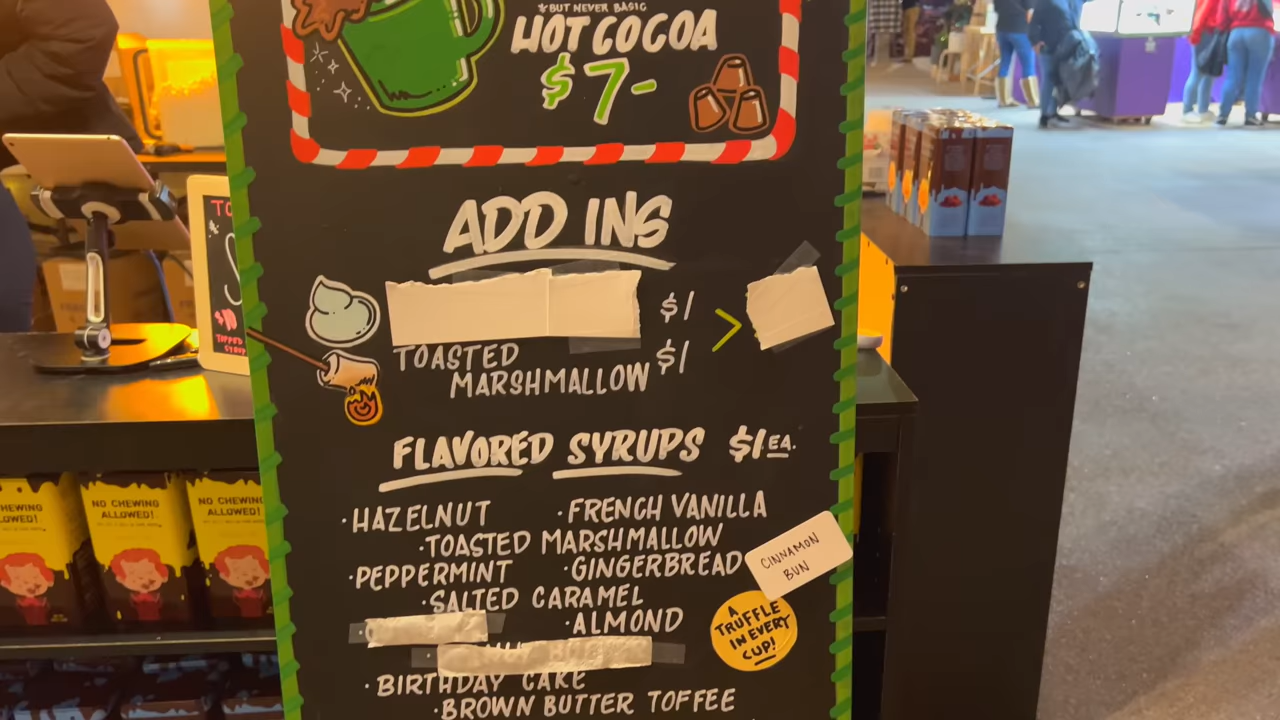 BUT NEVER BASIC
HOT COCOA
$7-
ADD INS
$1 >
TOASTED
MARSHMALLOW $1
FLAVORED SYRUPS $1 EA.
· HAZELNUT · FRENCH VANILLA
· TOASTED MARSHMALLOW
· PEPPERMINT · GINGERBREAD
· SALTED CARAMEL
· ALMOND
· BIRTHDAY CAKE
· BROWN BUTTER TOFFEE
CINNAMON
BUN
A
TRUFFLE
IN EVERY
CUP!
TOPPED
SYRUP
NO CHEWING
ALLOWED!
NO CHEWING
ALLOWED!